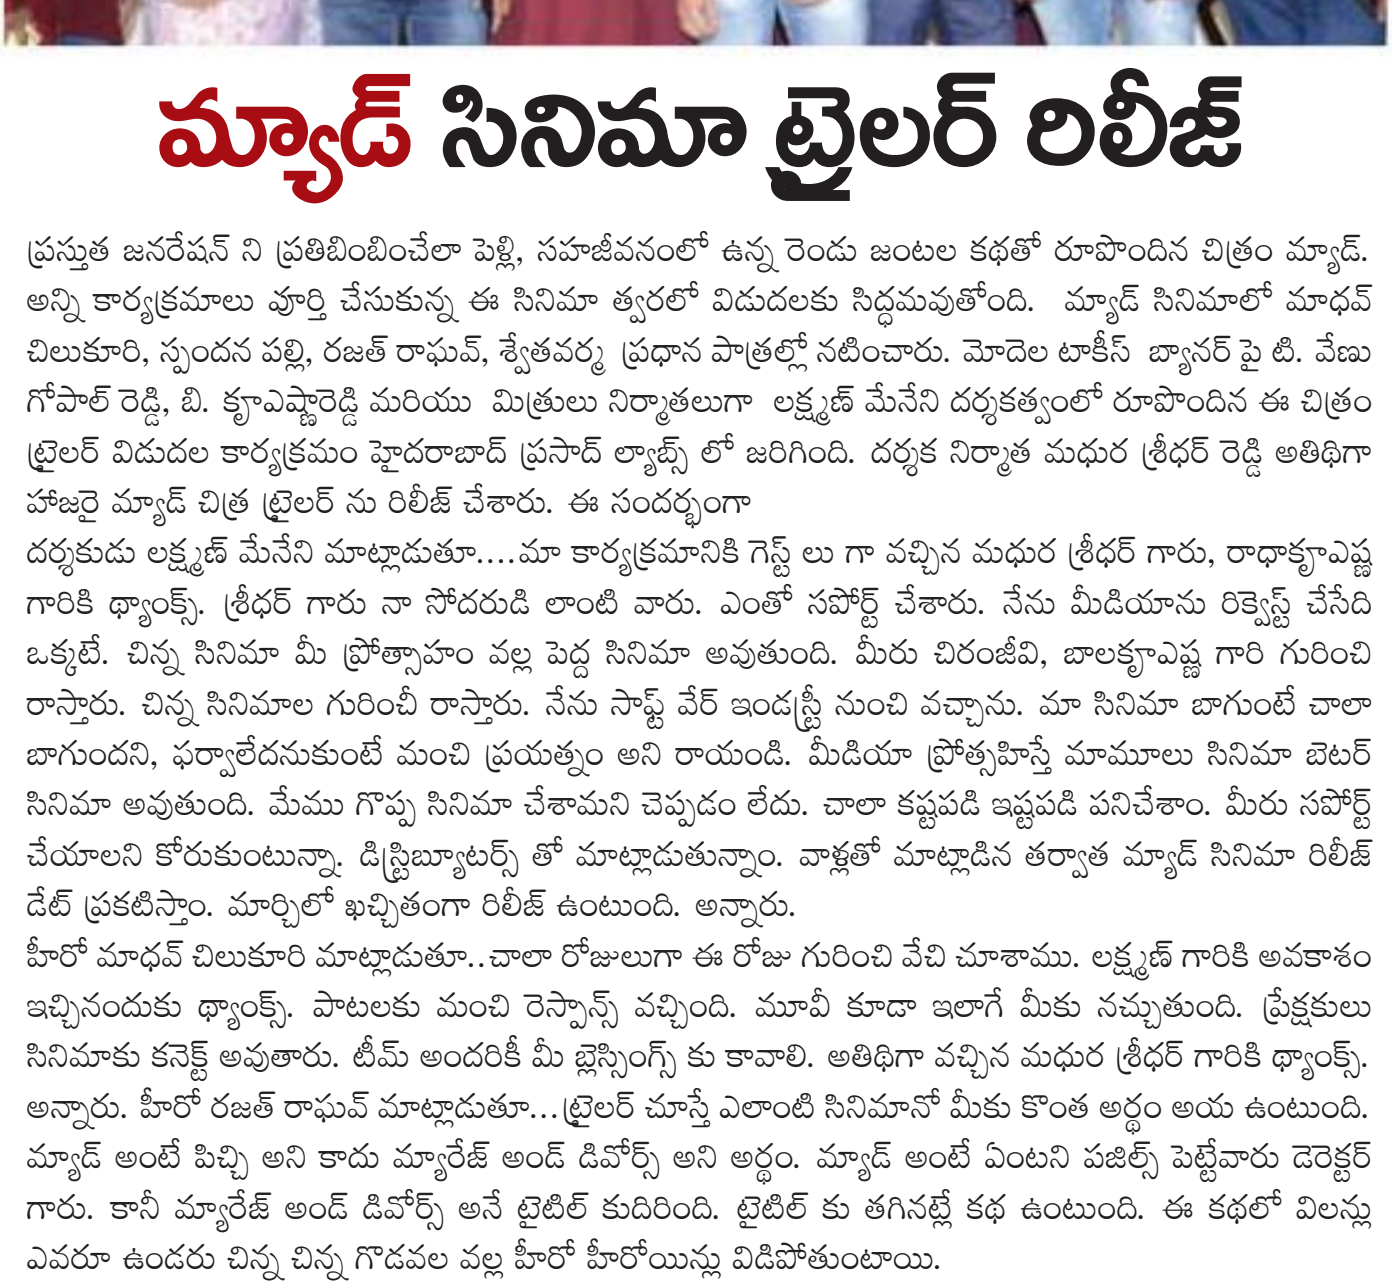 మ్యాడ్ సినిమా ట్రైలర్ రిలీజ్
ప్రస్తుత జనరేషన్ ని ప్రతిబింబించేలా పెళ్లి, సహజీవనంలో ఉన్న రెండు జంటల కథతో రూపొందిన చిత్రం మ్యాడ్.
అన్ని కార్యక్రమాలు పూర్తి చేసుకున్న ఈ సినిమా త్వరలో విడుదలకు సిద్ధమవుతోంది. మ్యాడ్ సినిమాలో మాధవ్
చిలుకూరి, స్పందన పల్లి, రజత్ రాఘవ్, శ్వేతవర్మ ప్రధాన పాత్రల్లో నటించారు. మోదెల టాకీస్ బ్యానర్ పై టి. వేణు
గోపాల్ రెడ్డి, బి. కృూఎష్ణారెడ్డి మరియు మిత్రులు నిర్మాతలుగా లక్ష్మణ్ మేనేని దర్శకత్వంలో రూపొందిన ఈ చిత్రం
ట్రైలర్ విడుదల కార్యక్రమం హైదరాబాద్ ప్రసాద్ ల్యాబ్స్ లో జరిగింది. దర్శక నిర్మాత మధుర శ్రీధర్ రెడ్డి అతిథిగా
హాజరై మ్యాడ్ చిత్ర ట్రైలర్ ను రిలీజ్ చేశారు. ఈ సందర్భంగా
దర్శకుడు లక్ష్మణ్ మేనేని మాట్లాడుతూ....మా కార్యక్రమానికి గెస్ట్ లు గా వచ్చిన మధుర శ్రీధర్ గారు, రాధాకృూఎష్ణ
గారికి థ్యాంక్స్. శ్రీధర్ గారు నా సోదరుడి లాంటి వారు. ఎంతో సపోర్ట్ చేశారు. నేను మీడియాను రిక్వెస్ట్ చేసేది
ఒక్కటే. చిన్న సినిమా మీ ప్రోత్సాహం వల్ల పెద్ద సినిమా అవుతుంది. మీరు చిరంజీవి, బాలకృూఎష్ణ గారి గురించి
రాస్తారు. చిన్న సినిమాల గురించీ రాస్తారు. నేను సాఫ్ట్ వేర్ ఇండస్ట్రీ నుంచి వచ్చాను. మా సినిమా బాగుంటే చాలా
బాగుందని, ఫర్వాలేదనుకుంటే మంచి ప్రయత్నం అని రాయండి. మీడియా ప్రోత్సహిస్తే మామూలు సినిమా బెటర్
సినిమా అవుతుంది. మేము గొప్ప సినిమా చేశామని చెప్పడం లేదు. చాలా కష్టపడి ఇష్టపడి పనిచేశాం. మీరు సపోర్ట్
చేయాలని కోరుకుంటున్నా. డిస్ట్రిబ్యూటర్స్ తో మాట్లాడుతున్నాం. వాళ్లతో మాట్లాడిన తర్వాత మ్యాడ్ సినిమా రిలీజ్
డేట్ ప్రకటిస్తాం. మార్చిలో ఖచ్చితంగా రిలీజ్ ఉంటుంది. అన్నారు.
హీరో మాధవ్ చిలుకూరి మాట్లాడుతూ..చాలా రోజులుగా ఈ రోజు గురించి వేచి చూశాము. లక్ష్మణ్ గారికి అవకాశం
ఇచ్చినందుకు థ్యాంక్స్. పాటలకు మంచి రెస్పాన్స్ వచ్చింది. మూవీ కూడా ఇలాగే మీకు నచ్చుతుంది. ప్రేక్షకులు
సినిమాకు కనెక్ట్ అవుతారు. టీమ్ అందరికీ మీ బ్లెస్సింగ్స్ కు కావాలి. అతిథిగా వచ్చిన మధుర శ్రీధర్ గారికి థ్యాంక్స్.
అన్నారు. హీరో రజత్ రాఘవ్ మాట్లాడుతూ...ట్రైలర్ చూస్తే ఎలాంటి సినిమానో మీకు కొంత అర్థం అయ ఉంటుంది.
మ్యాడ్ అంటే పిచ్చి అని కాదు మ్యారేజ్ అండ్ డివోర్స్ అని అర్థం. మ్యాడ్ అంటే ఏంటని పజిల్స్ పెట్టేవారు డెరెక్టర్
గారు. కానీ మ్యారేజ్ అండ్ డివోర్స్ అనే టైటిల్ కుదిరింది. టైటిల్ కు తగినట్లే కథ ఉంటుంది. ఈ కథలో విలన్లు
ఎవరూ ఉండరు చిన్న చిన్న గొడవల వల్ల హీరో హీరోయిన్లు విడిపోతుంటాయి.